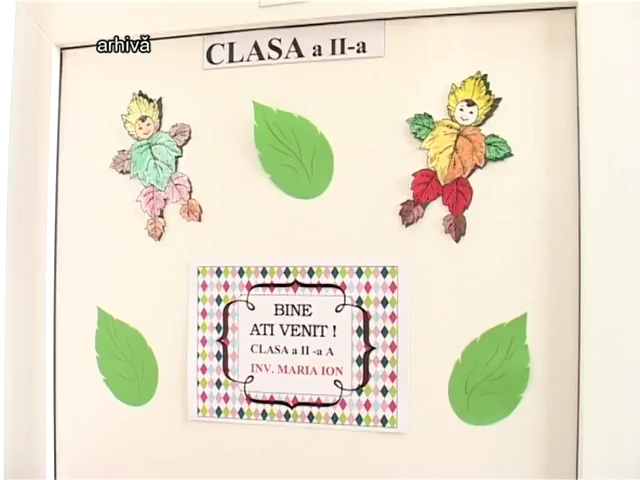 arhivă
CLASA a II-a
BINE
ATI VENIT !
CLASA a II -a A
INV. MARIA ION